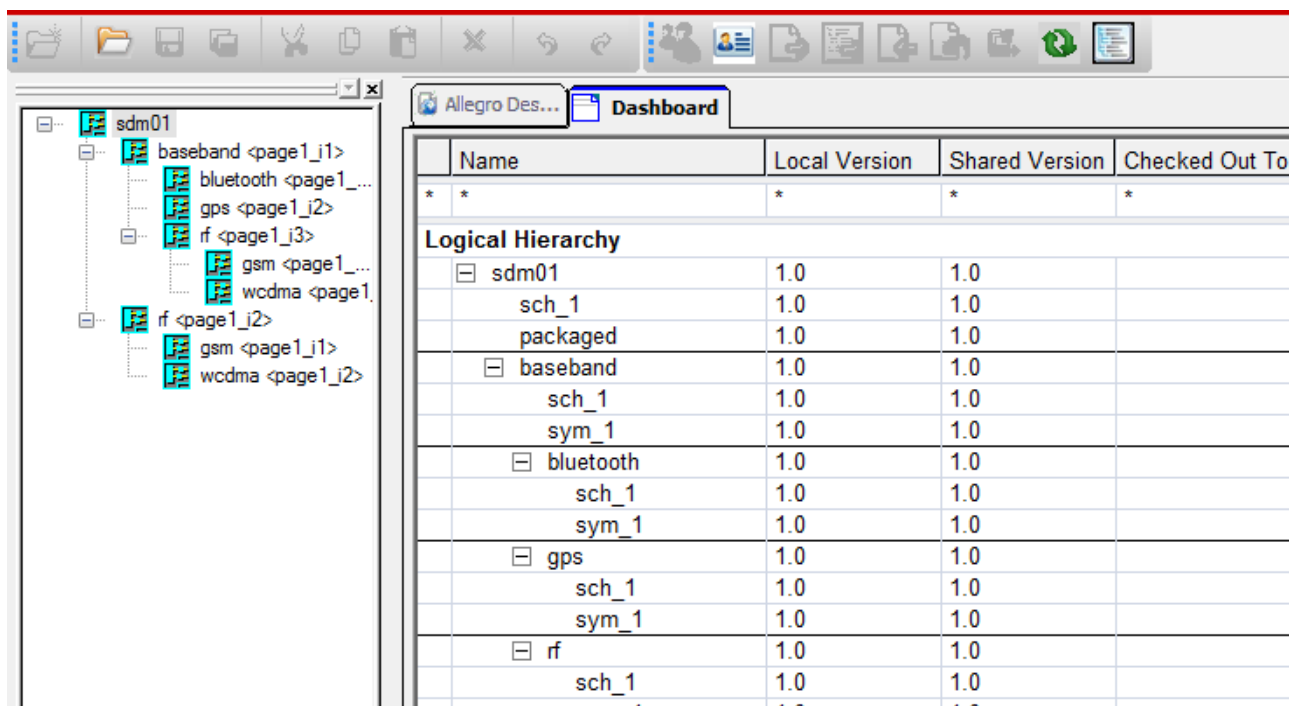 sdm01
baseband <page1_i1>
bluetooth <page1_...
gps <page1_i2>
rf <page1_i3>
gsm <page1_...
wcdma <page1_
rf <page1_i2>
gsm <page1_i1>
wcdma <page1_i2>
Allegro Des... Dashboard
Name Local Version Shared Version Checked Out To
* * * * *
Logical Hierarchy
sdm01 1.0 1.0
sch_1 1.0 1.0
packaged 1.0 1.0
baseband 1.0 1.0
sch_1 1.0 1.0
sym_1 1.0 1.0
bluetooth 1.0 1.0
sch_1 1.0 1.0
sym_1 1.0 1.0
gps 1.0 1.0
sch_1 1.0 1.0
sym_1 1.0 1.0
rf 1.0 1.0
sch_1 1.0 1.0